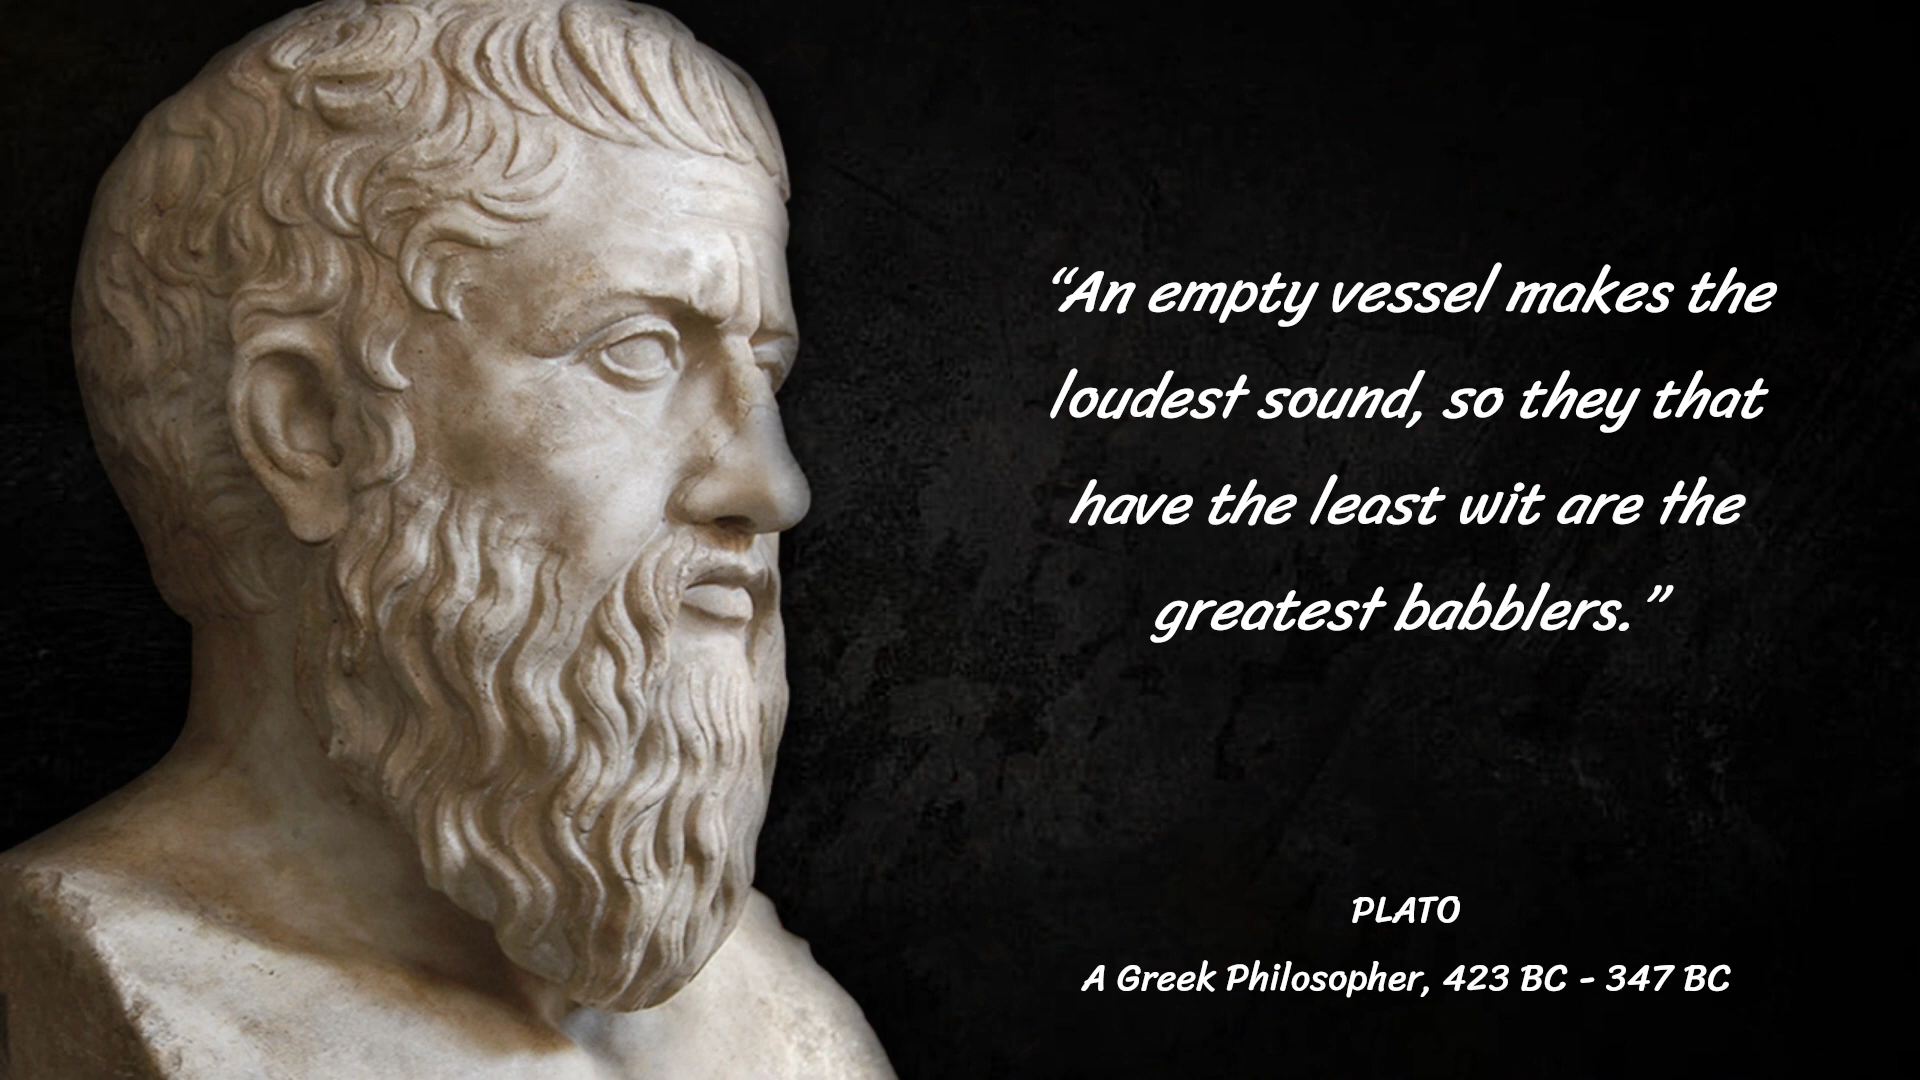 “An empty vessel makes the
loudest sound, so they that
have the least wit are the
greatest babblers.”
PLATO
A Greek Philosopher, 423 BC - 347 BC